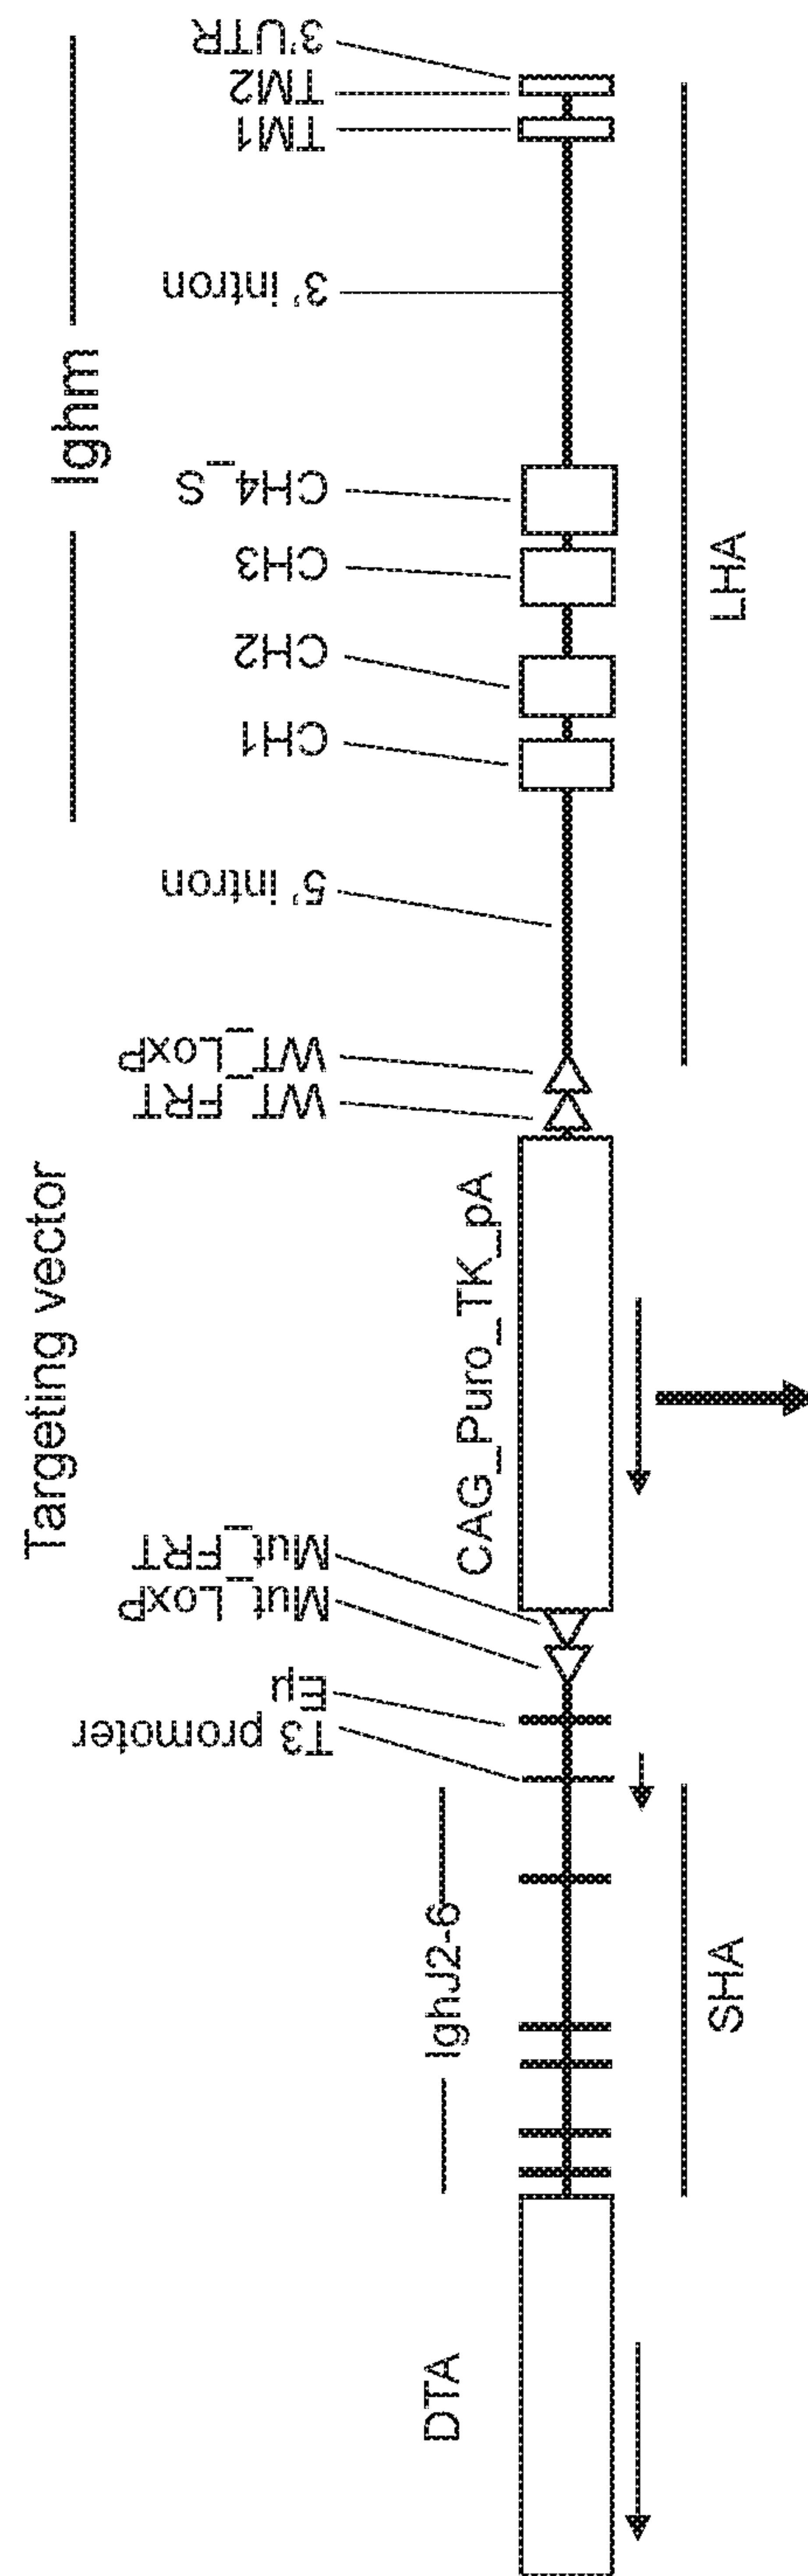 Targeting vector
Ighm
DTA
IghJ2-6
T3 promoter
Eμ
Mut_LoxP
Mut_FRT
CAG_Puro_TK_pA
WT_FRT
WT_LoxP
5' intron
CH1
CH2
CH3
CH4_S
3' intron
TM1
TM2
3'UTR
SHA
LHA